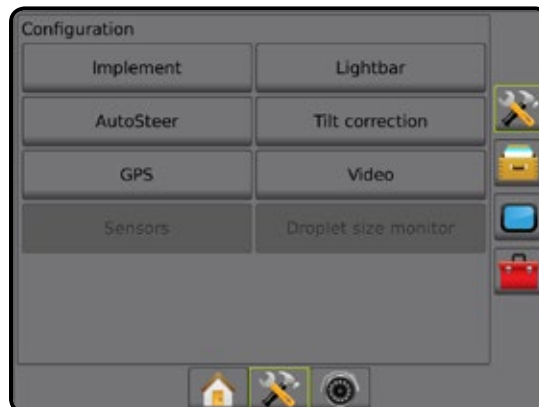 Configuration
Implement
Lightbar
AutoSteer
Tilt correction
GPS
Video
Sensors
Droplet size monitor